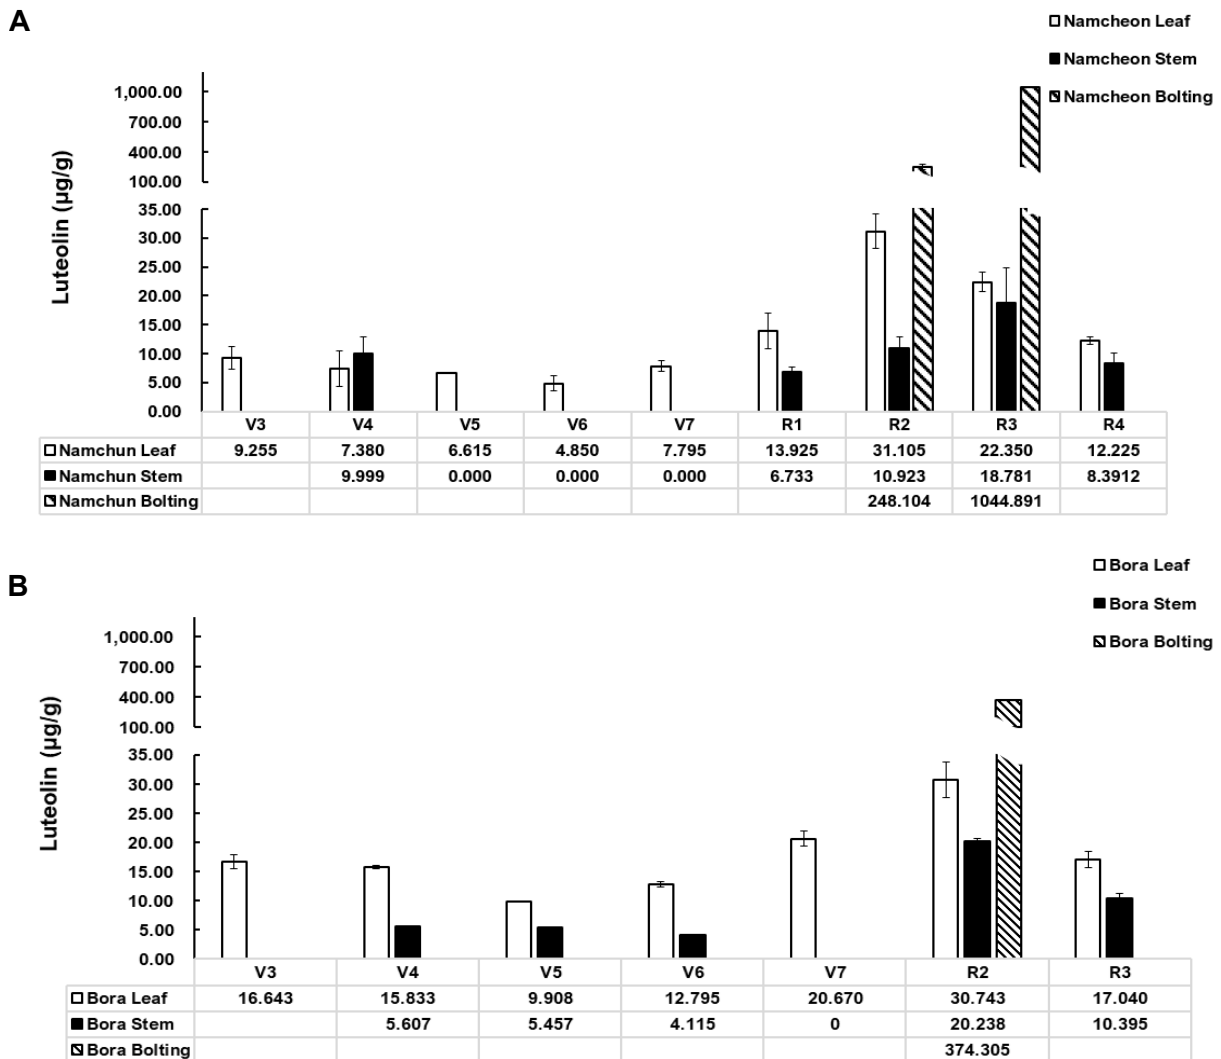 A
Namcheon Leaf
Namcheon Stem
Namcheon Bolting
Luteolin (µg/g)
1,000.00
700.00
400.00
100.00
35.00
30.00
25.00
20.00
15.00
10.00
5.00
0.00
V3 V4 V5 V6 V7 R1 R2 R3 R4
Namchun Leaf 9.255 7.380 6.615 4.850 7.795 13.925 31.105 22.350 12.225
Namchun Stem 9.999 0.000 0.000 0.000 6.733 10.923 18.781 8.3912
Namchun Bolting 248.104 1044.891
B
Bora Leaf
Bora Stem
Bora Bolting
Luteolin (µg/g)
1,000.00
700.00
400.00
100.00
35.00
30.00
25.00
20.00
15.00
10.00
5.00
0.00
V3 V4 V5 V6 V7 R2 R3
Bora Leaf 16.643 15.833 9.908 12.795 20.670 30.743 17.040
Bora Stem 5.607 5.457 4.115 0 20.238 10.395
Bora Bolting 374.305